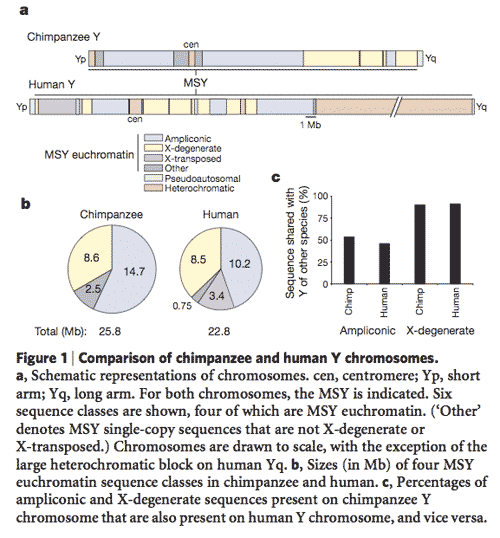 a
Chimpanzee Y
cen
Yp
Yq
Human Y
MSY
Yp
Yq
cen
1 Mb
MSY euchromatin
Ampliconic
X-degenerate
X-transposed
Other
Pseudoautosomal
Heterochromatic
b
Chimpanzee
Human
8.6
14.7
2.5
8.5
10.2
0.75
3.4
Total (Mb): 25.8 22.8
c
Sequence shared with
Y of other species (%)
100
75
50
25
0
Chimp
Human
Chimp
Human
Ampliconic X-degenerate
Figure 1 | Comparison of chimpanzee and human Y chromosomes.
a, Schematic representations of chromosomes. cen, centromere; Yp, short
arm; Yq, long arm. For both chromosomes, the MSY is indicated. Six
sequence classes are shown, four of which are MSY euchromatin. (‘Other’
denotes MSY single-copy sequences that are not X-degenerate or
X-transposed.) Chromosomes are drawn to scale, with the exception of the
large heterochromatic block on human Yq. b, Sizes (in Mb) of four MSY
euchromatin sequence classes in chimpanzee and human. c, Percentages of
ampliconic and X-degenerate sequences present on chimpanzee Y
chromosome that are also present on human Y chromosome, and vice versa.